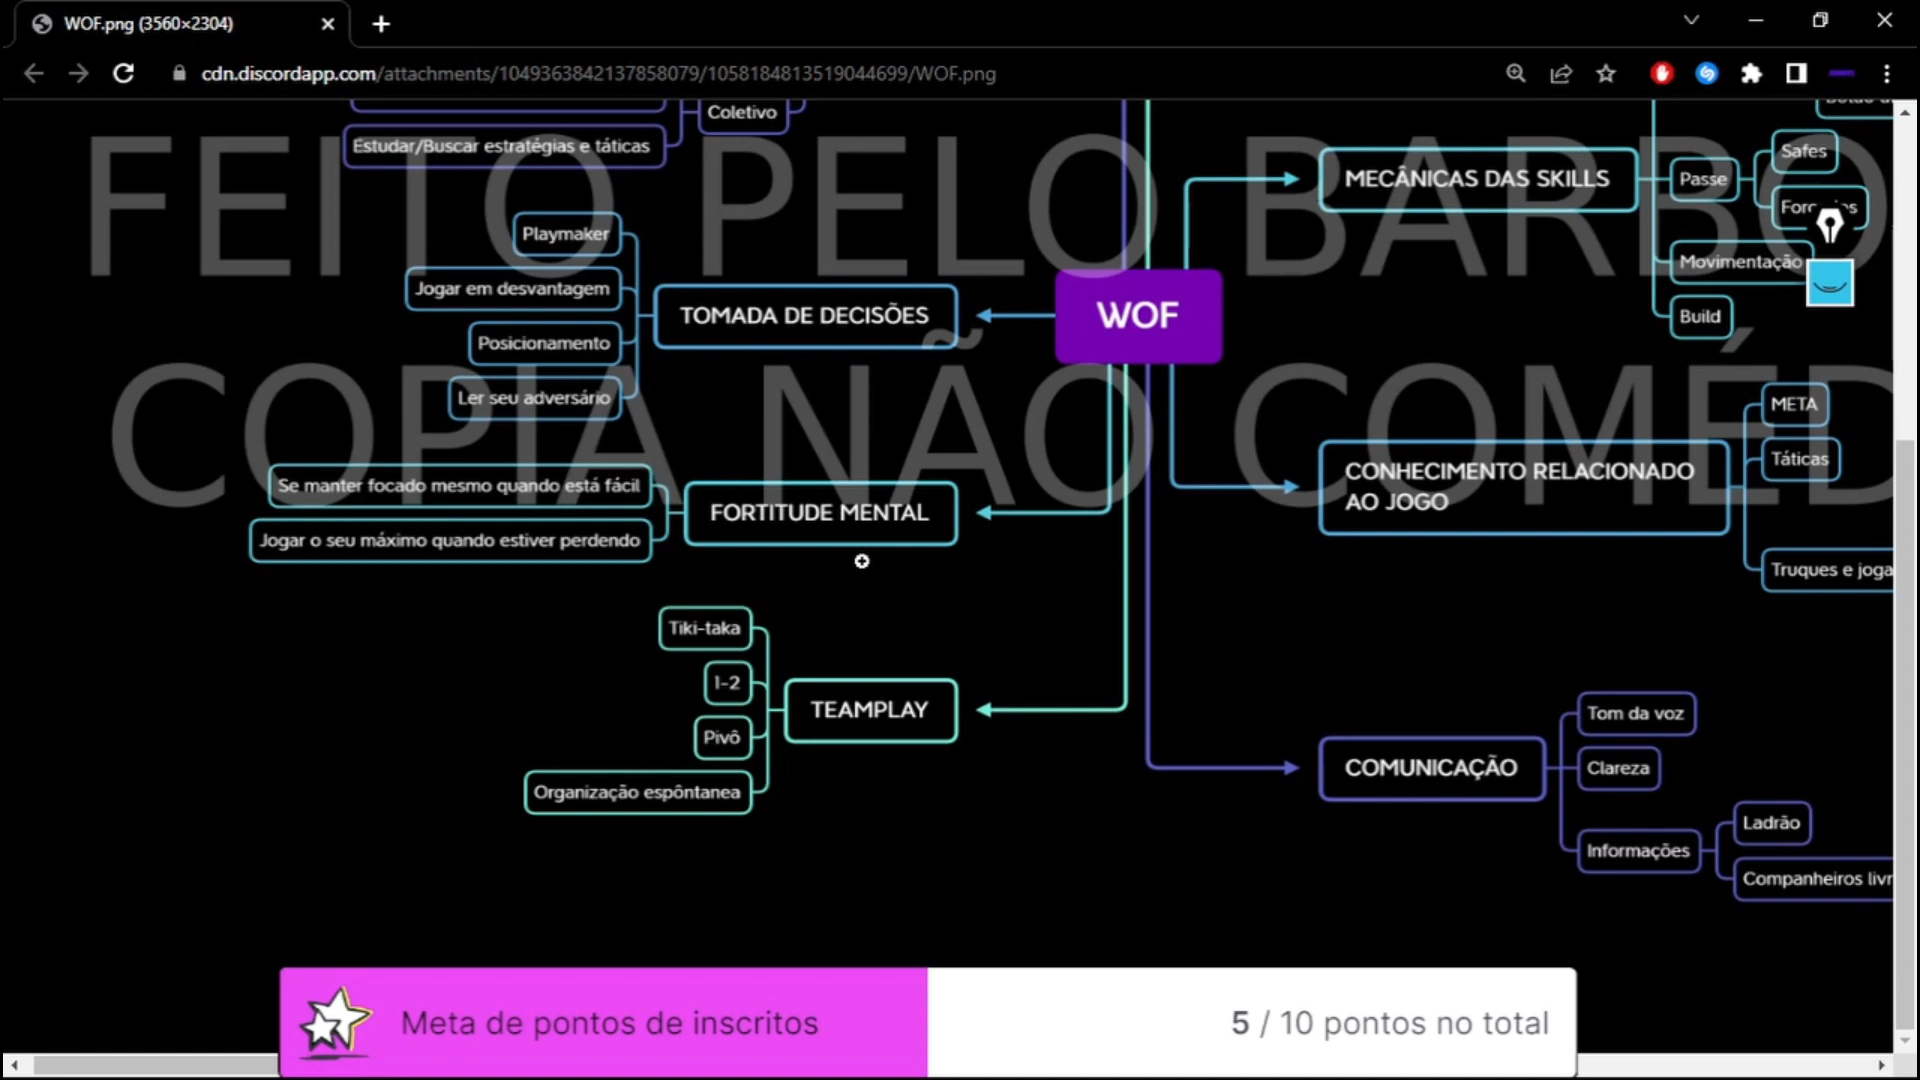 WOF.png (3560×2304)
cdn.discordapp.com/attachments/1049363842137858079/1058184813519044699/WOF.png
Coletivo
Estudar/Buscar estratégias e táticas
FEITO PELO BARBO
MECÂNICAS DAS SKILLS
Passe
Safes
Movimentação
Build
Playmaker
Jogar em desvantagem
Posicionamento
Ler seu adversário
TOMADA DE DECISÕES
WOF
COPIA NÃO COMÉD
META
Táticas
CONHECIMENTO RELACIONADO
AO JOGO
Truques e joga
Se manter focado mesmo quando está fácil
Jogar o seu máximo quando estiver perdendo
FORTITUDE MENTAL
Tiki-taka
1-2
Pivô
Organização espôntanea
TEAMPLAY
Tom da voz
Clareza
COMUNICAÇÃO
Informações
Ladrão
Companheiros livr
Meta de pontos de inscritos
5 / 10 pontos no total